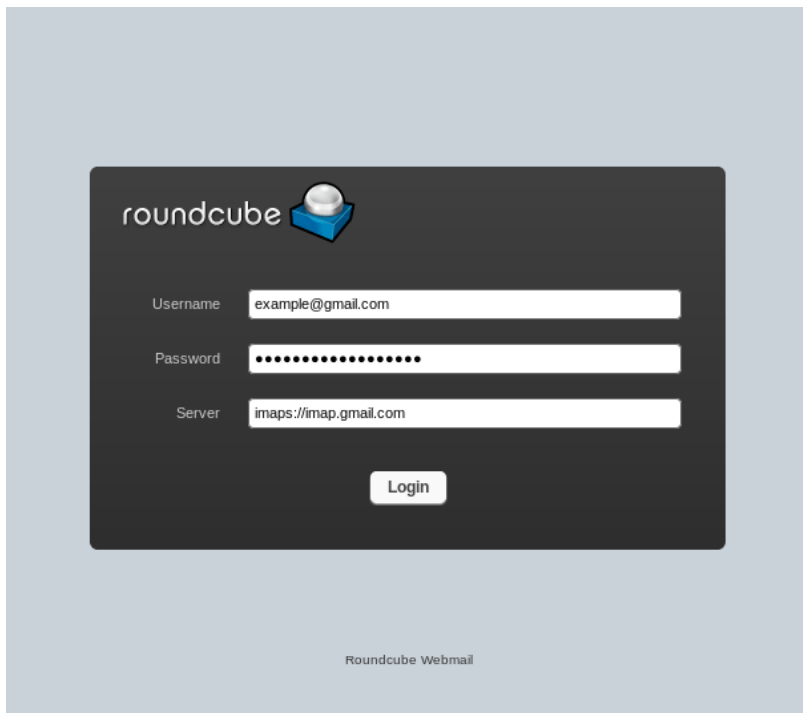 roundcube
Username example@gmail.com
Password ●●●●●●●●●●●●●●●●●●
Server imaps://imap.gmail.com
Login
Roundcube Webmail